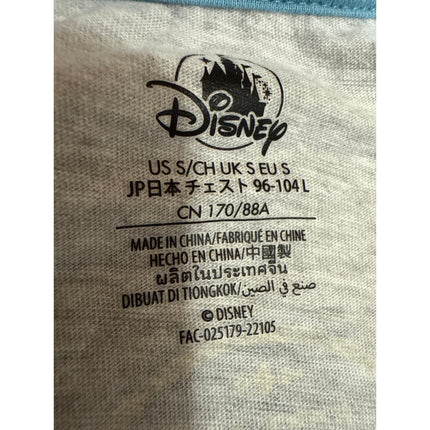 Disney
US S/CH UK S EU S
JP日本 チェスト 96-104 L
CN 170/88A
MADE IN CHINA/FABRIQUÉ EN CHINE
HECHO EN CHINA/中國製
ผลิตในประเทศจีน
DIBUAT DI TIONGKOK/صنع في الصين
© DISNEY
FAC-025179-22105